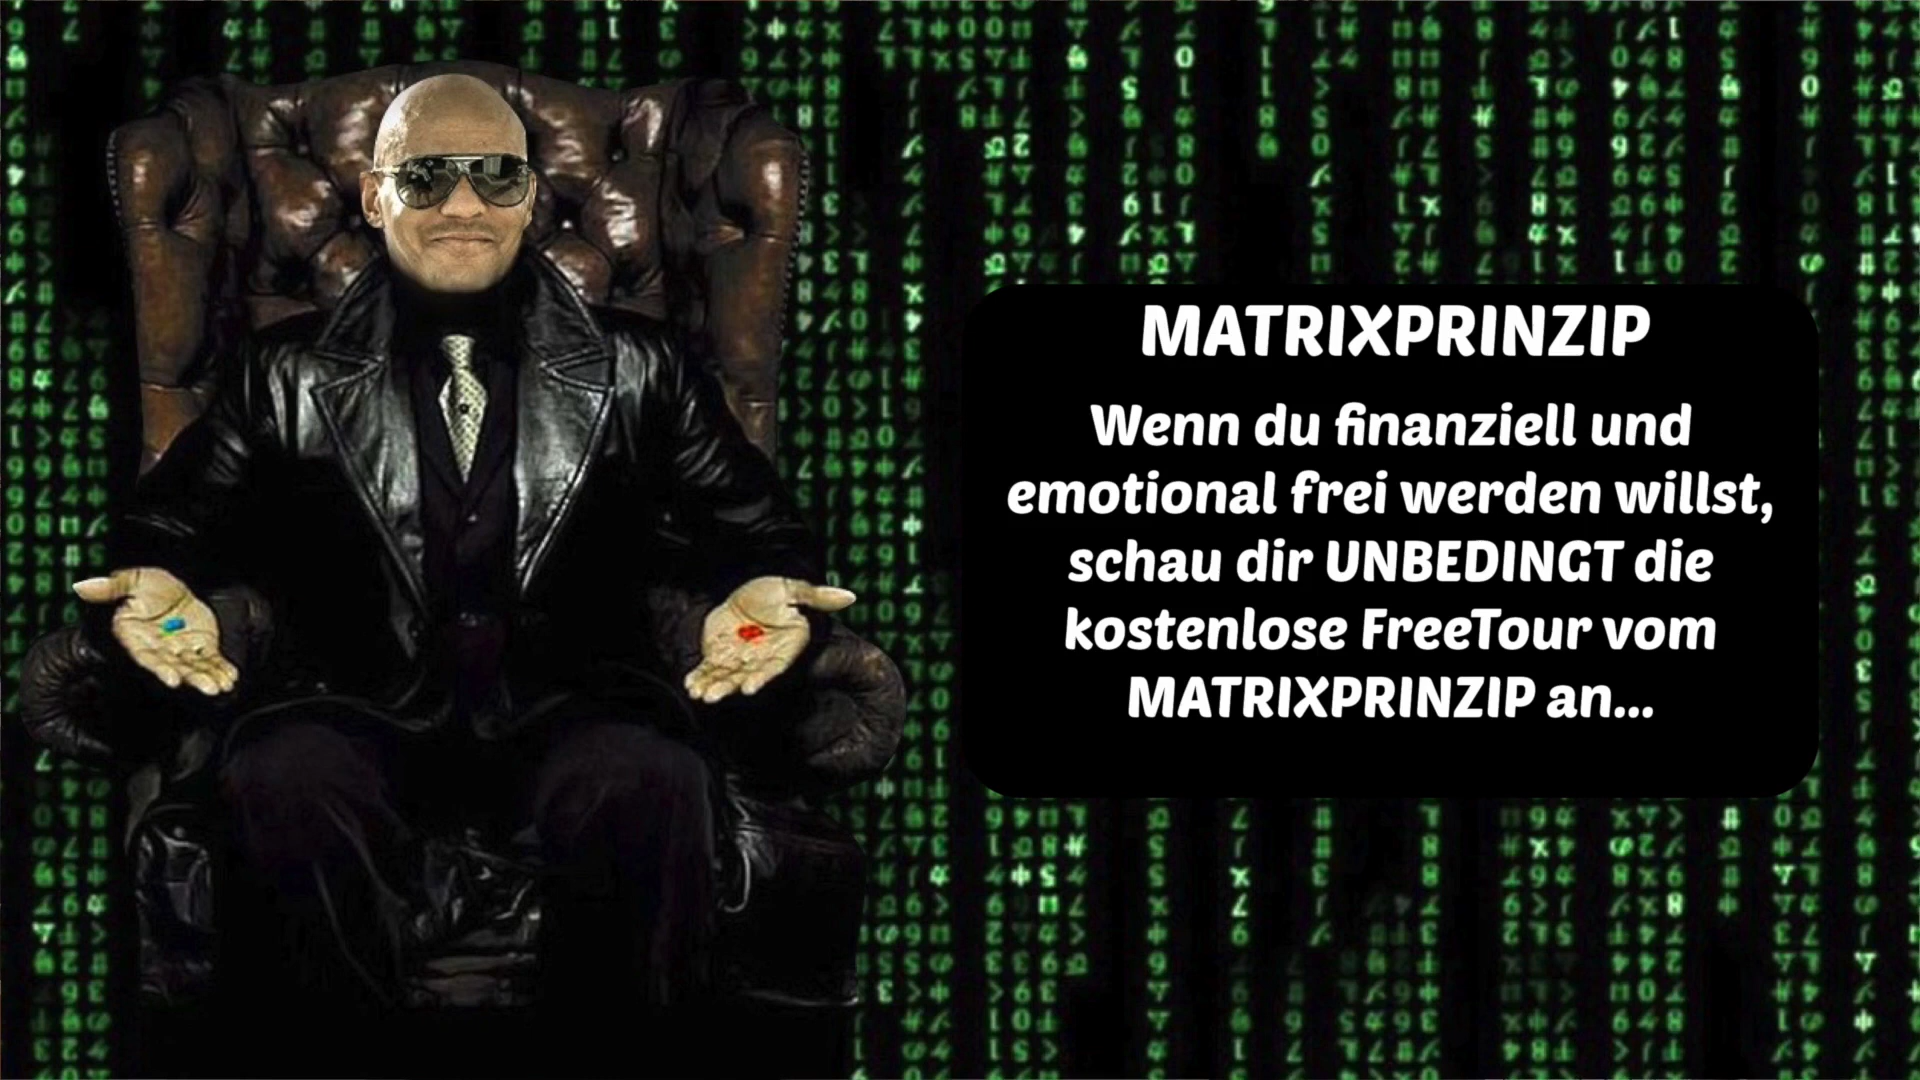 MATRIXPRINZIP
Wenn du finanziell und
emotional frei werden willst,
schau dir UNBEDINGT die
kostenlose FreeTour vom
MATRIXPRINZIP an...